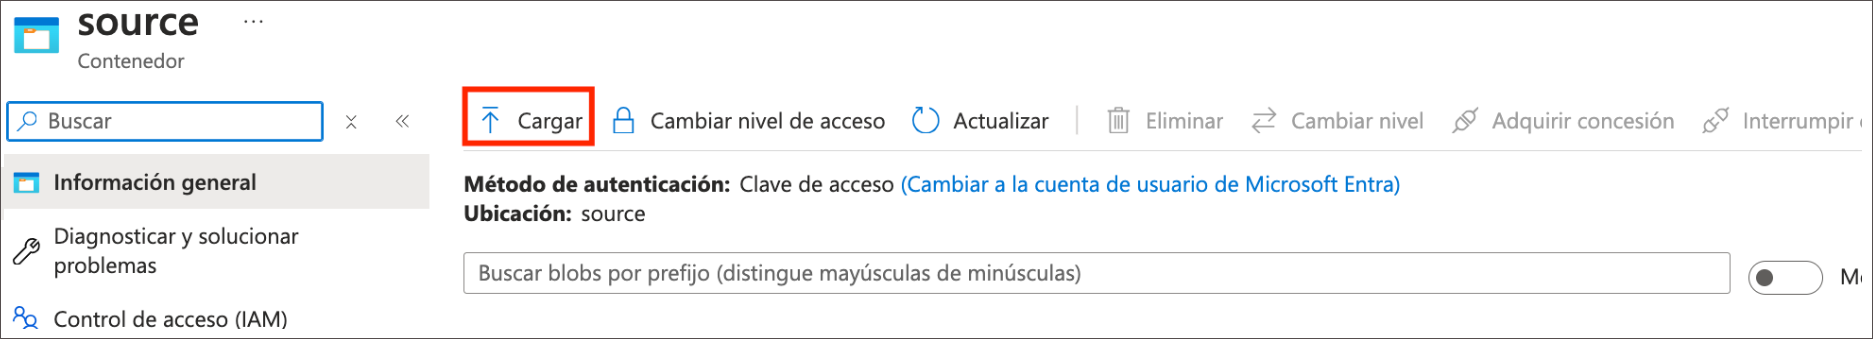 source ...
Contenedor
Buscar
Cargar Cambiar nivel de acceso Actualizar Eliminar Cambiar nivel Adquirir concesión Interrumpir
Información general
Método de autenticación: Clave de acceso (Cambiar a la cuenta de usuario de Microsoft Entra)
Ubicación: source
Diagnosticar y solucionar
problemas
Buscar blobs por prefijo (distingue mayúsculas de minúsculas)
Control de acceso (IAM)